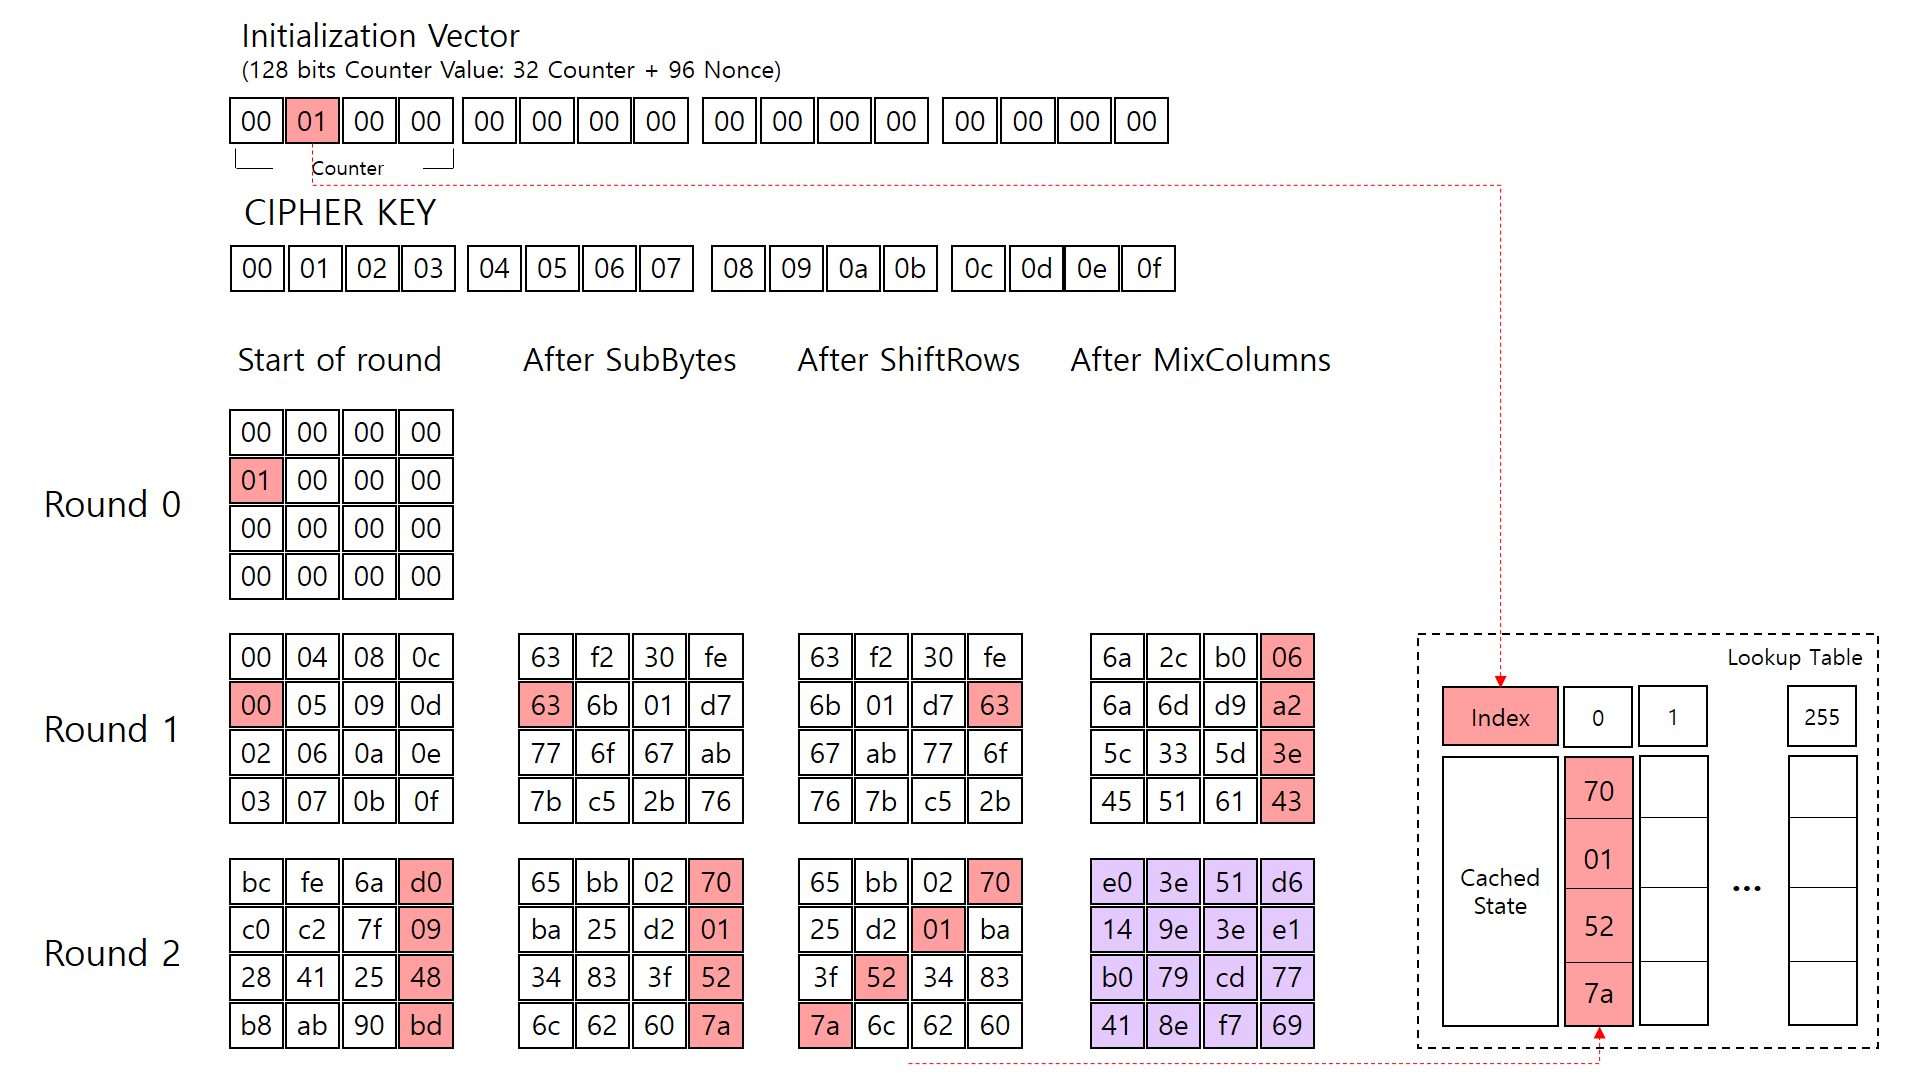 Initialization Vector
(128 bits Counter Value: 32 Counter + 96 Nonce)
00 01 00 00 00 00 00 00 00 00 00 00 00 00 00 00
Counter
CIPHER KEY
00 01 02 03 04 05 06 07 08 09 0a 0b 0c 0d 0e 0f
Start of round After SubBytes After ShiftRows After MixColumns
Round 0
00 00 00 00
01 00 00 00
00 00 00 00
00 00 00 00
Round 1
00 04 08 0c 63 f2 30 fe 63 f2 30 fe 6a 2c b0 06
00 05 09 0d 63 6b 01 d7 6b 01 d7 63 6a 6d d9 a2
02 06 0a 0e 77 6f 67 ab 67 ab 77 6f 5c 33 5d 3e
03 07 0b 0f 7b c5 2b 76 76 7b c5 2b 45 51 61 43
Round 2
bc fe 6a d0 65 bb 02 70 65 bb 02 70 e0 3e 51 d6
c0 c2 7f 09 ba 25 d2 01 25 d2 01 ba 14 9e 3e e1
28 41 25 48 34 83 3f 52 3f 52 34 83 b0 79 cd 77
b8 ab 90 bd 6c 62 60 7a 7a 6c 62 60 41 8e f7 69
Lookup Table
Index 0 1 255
Cached
State
70
01
52
7a
...